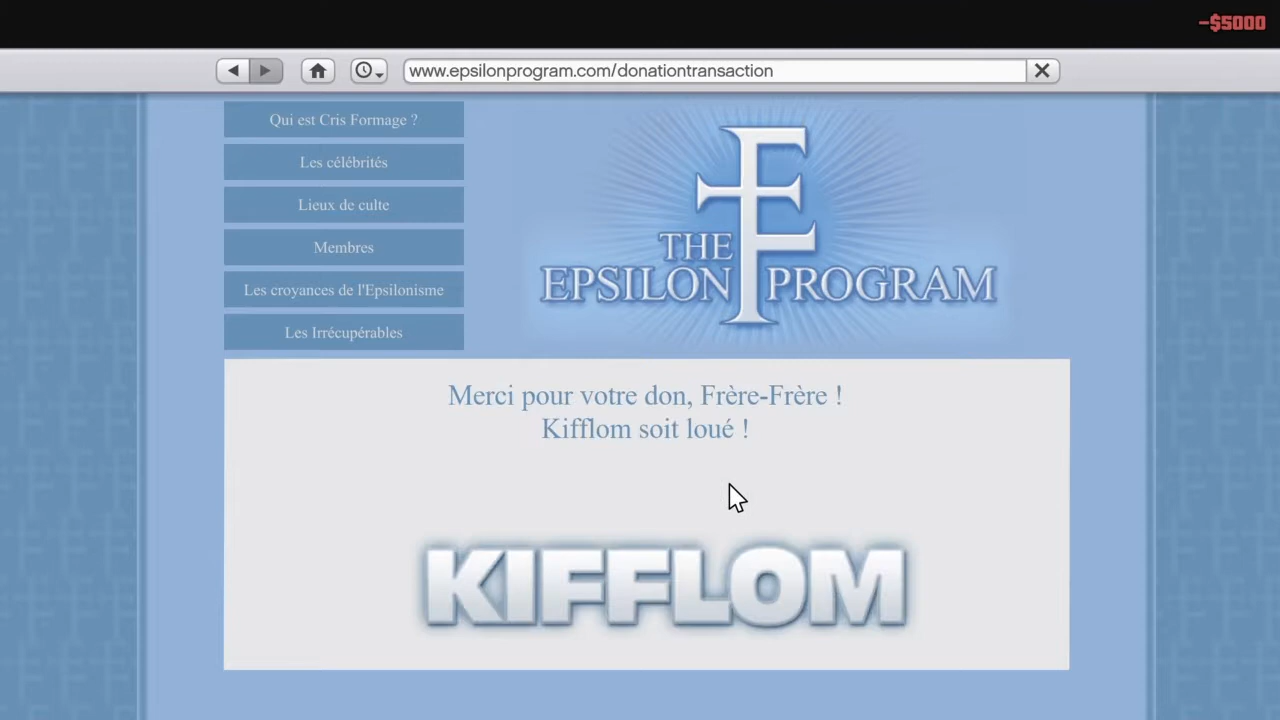 -$5000
www.epsilonprogram.com/donationtransaction
Qui est Cris Formage ?
Les célébrités
Lieux de culte
Membres
Les croyances de l'Epsilonisme
Les Irrécupérables
THE
EPSILON PROGRAM
Merci pour votre don, Frère-Frère !
Kifflom soit loué !
KIFFLOM